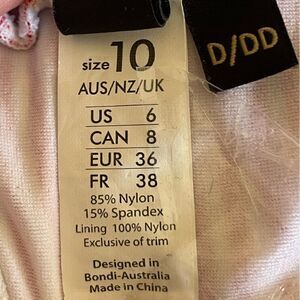 size 10
AUS/NZ/UK
US 6
CAN 8
EUR 36
FR 38
85% Nylon
15% Spandex
Lining 100% Nylon
Exclusive of trim
Designed in
Bondi-Australia
Made in China
D/DD